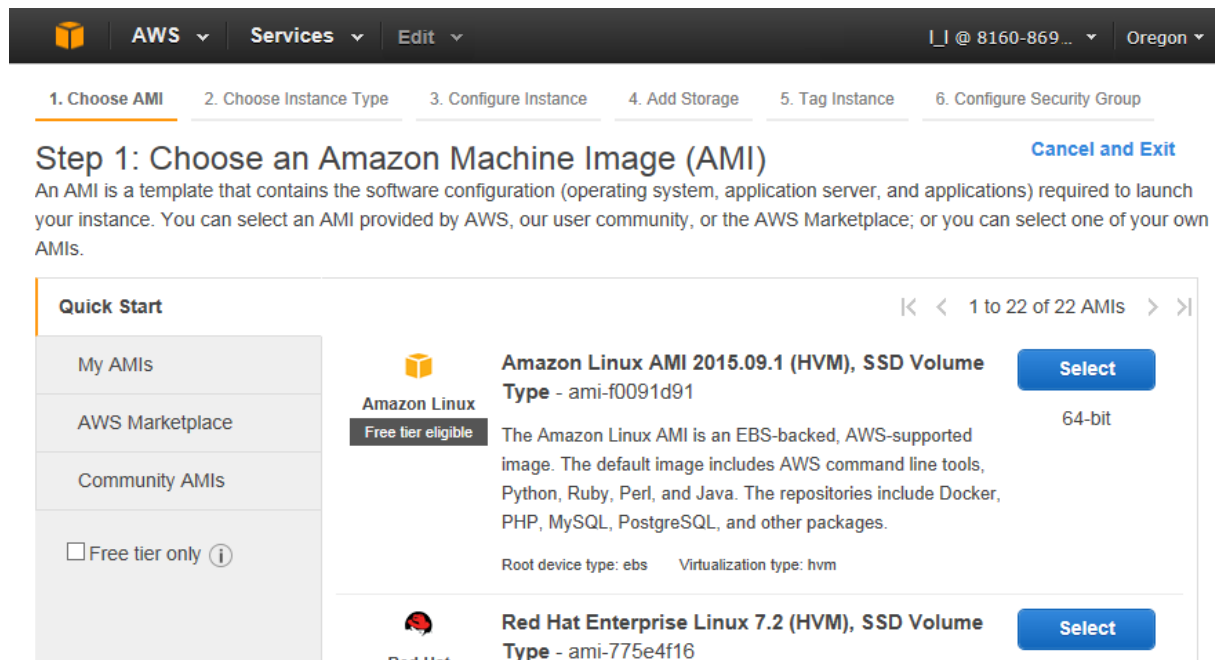 AWS Services Edit I_I @ 8160-869... Oregon
1. Choose AMI 2. Choose Instance Type 3. Configure Instance 4. Add Storage 5. Tag Instance 6. Configure Security Group
Step 1: Choose an Amazon Machine Image (AMI) Cancel and Exit
An AMI is a template that contains the software configuration (operating system, application server, and applications) required to launch
your instance. You can select an AMI provided by AWS, our user community, or the AWS Marketplace; or you can select one of your own
AMIs.
Quick Start
1 to 22 of 22 AMIs
My AMIs
AWS Marketplace
Community AMIs
Free tier only
Amazon Linux
Free tier eligible
Amazon Linux AMI 2015.09.1 (HVM), SSD Volume
Type - ami-f0091d91
The Amazon Linux AMI is an EBS-backed, AWS-supported
image. The default image includes AWS command line tools,
Python, Ruby, Perl, and Java. The repositories include Docker,
PHP, MySQL, PostgreSQL, and other packages.
Root device type: ebs Virtualization type: hvm
Select
64-bit
Red Hat
Red Hat Enterprise Linux 7.2 (HVM), SSD Volume
Type - ami-775e4f16
Select